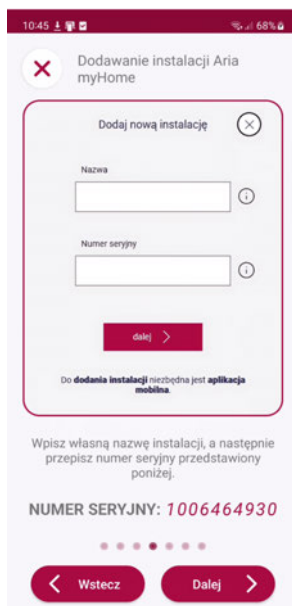 10:45 68%
Dodawanie instalacji Aria
myHome
Dodaj nową instalację
Nazwa
Numer seryjny
dalej
Do dodania instalacji niezbędna jest aplikacja
mobilna.
Wpisz własną nazwę instalacji, a następnie
przepisz numer seryjny przedstawiony
poniżej.
NUMER SERYJNY: 1006464930
Wstecz Dalej